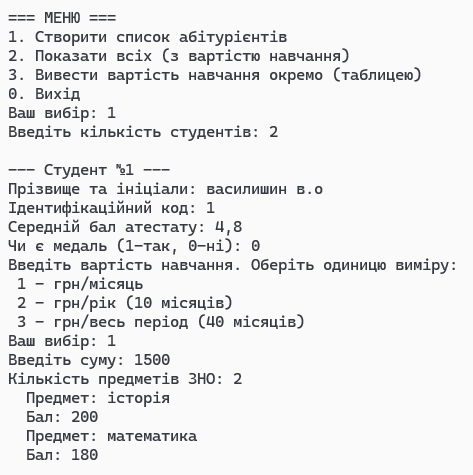 === МЕНЮ ===
1. Створити список абітурієнтів
2. Показати всіх (з вартістю навчання)
3. Вивести вартість навчання окремо (таблицею)
0. Вихід
Ваш вибір: 1
Введіть кількість студентів: 2
--- Студент №1 ---
Прізвище та ініціали: василишин в.о
Ідентифікаційний код: 1
Середній бал атестату: 4,8
Чи є медаль (1-так, 0-ні): 0
Введіть вартість навчання. Оберіть одиницю виміру:
1 - грн/місяць
2 - грн/рік (10 місяців)
3 - грн/весь період (40 місяців)
Ваш вибір: 1
Введіть суму: 1500
Кількість предметів ЗНО: 2
Предмет: історія
Бал: 200
Предмет: математика
Бал: 180